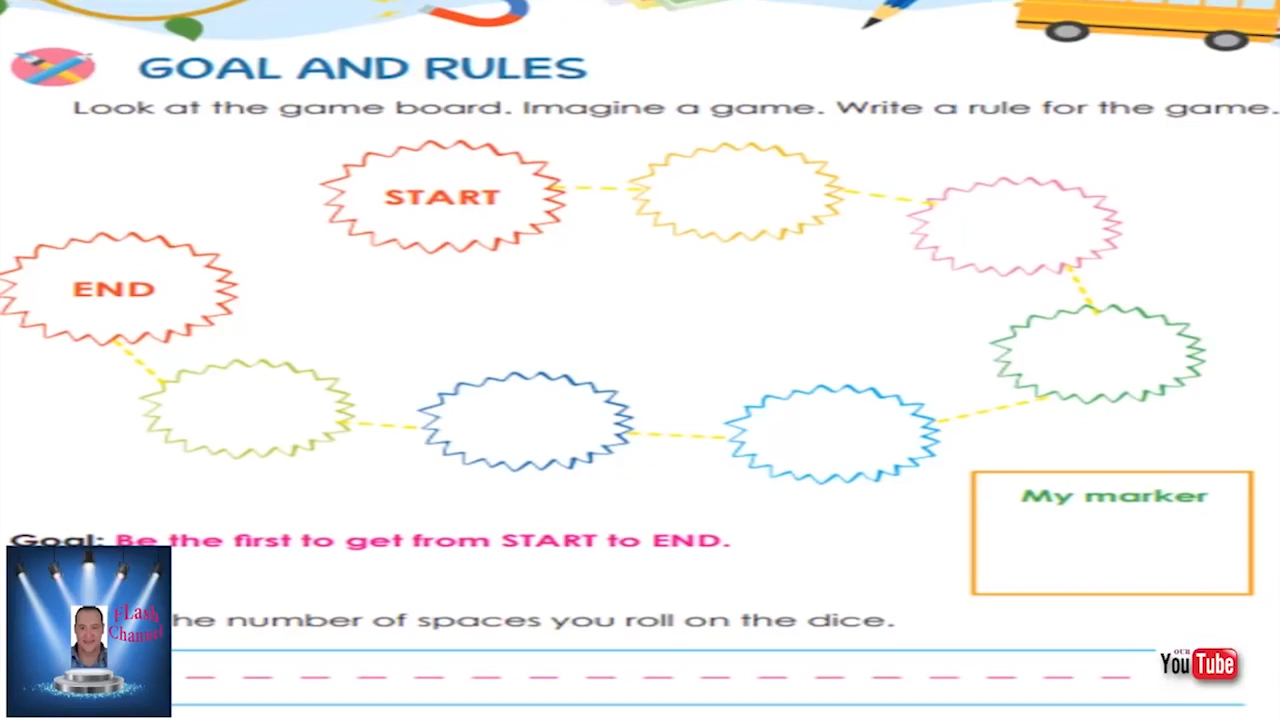 GOAL AND RULES
Look at the game board. Imagine a game. Write a rule for the game.
START
END
My marker
Goal: Be the first to get from START to END.
he number of spaces you roll on the dice.
FLash
Channel
OUR
YouTube